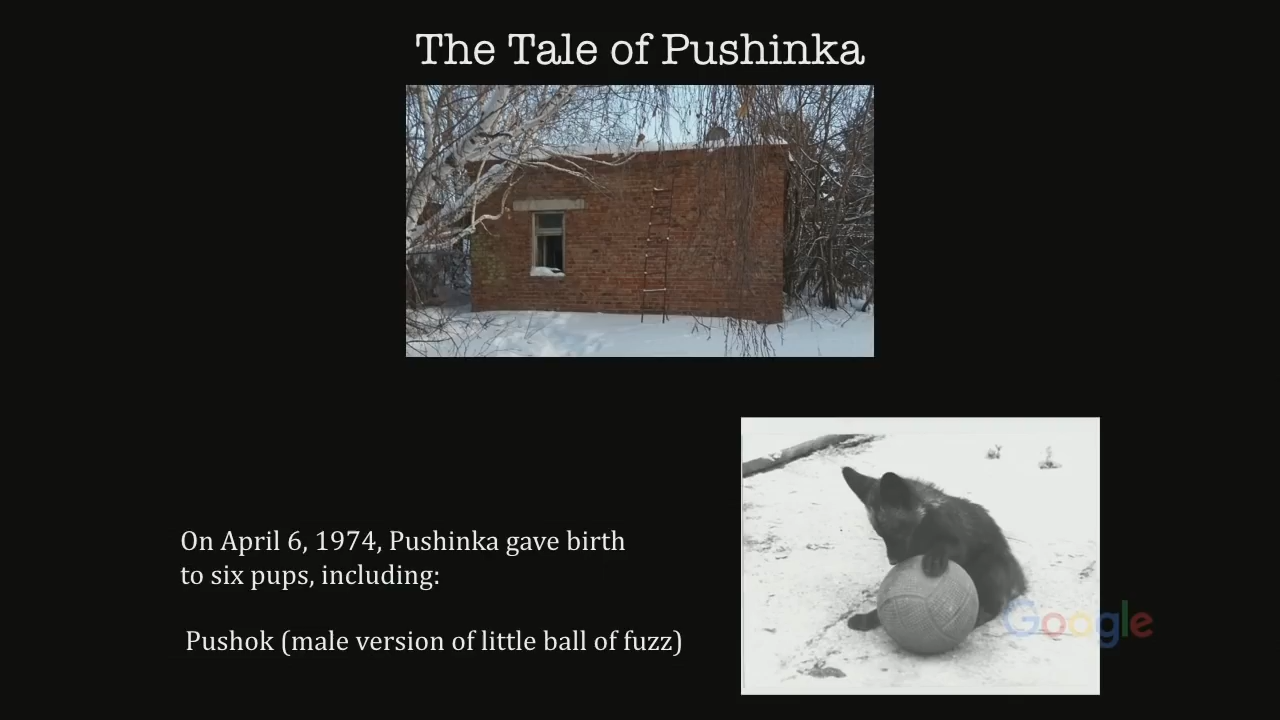 The Tale of Pushinka
On April 6, 1974, Pushinka gave birth
to six pups, including:
Pushok (male version of little ball of fuzz)
Google